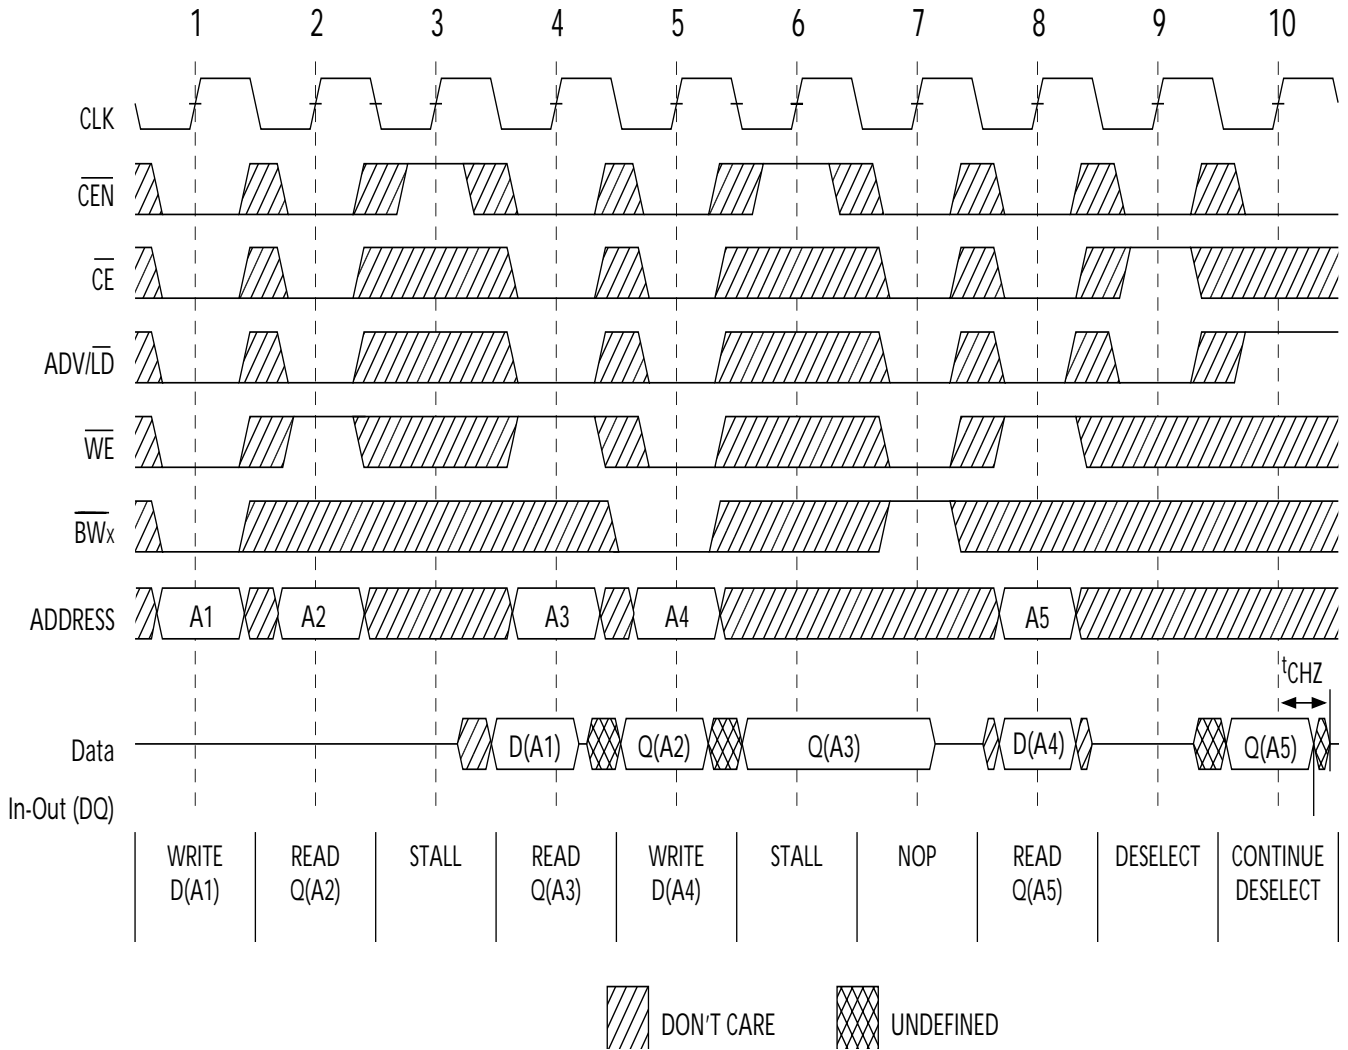 1 2 3 4 5 6 7 8 9 10
CLK
CEN
CE
ADV/LD
WE
BWx
ADDRESS A1 A2 A3 A4 A5
tCHZ
Data D(A1) Q(A2) Q(A3) D(A4) Q(A5)
In-Out (DQ)
WRITE READ STALL READ WRITE STALL NOP READ DESELECT CONTINUE
D(A1) Q(A2) Q(A3) D(A4) Q(A5) DESELECT
DON'T CARE UNDEFINED